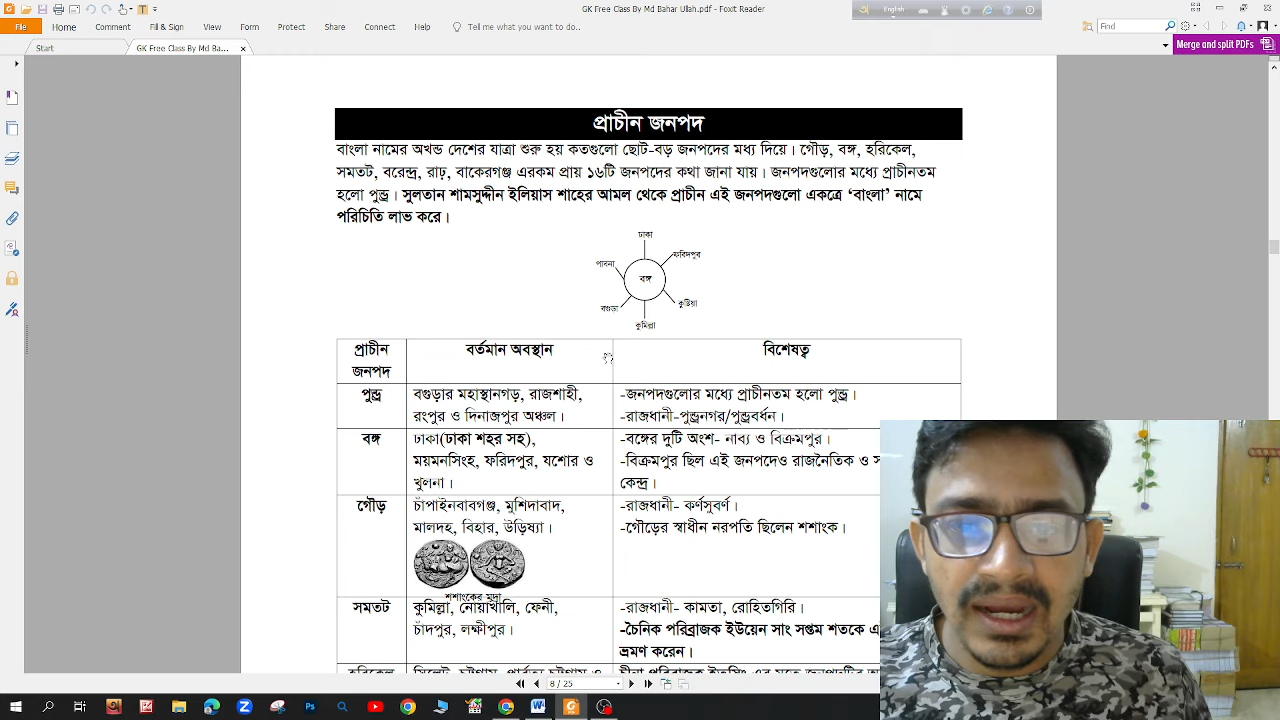 GK Free Class By Md Bahar Ullah.pdf - Foxt Reader
English
File Home Comment Fill & Sign View Form Protect Share Help Tell me what you want to do..
Find
Start
GK Free Class By Md Bah...
Merge and split PDFs
প্রাচীন জনপদ
বাংলা নামের অখন্ড দেশের যাত্রা শুরু হয় কতগুলো ছোট-বড় জনপদের মধ্য দিয়ে। গৌড়, বঙ্গ, হরিকেল,
সমতট, বরেন্দ্র, রাঢ়, বাকেরগঞ্জ এরকম প্রায় ১৬টি জনপদের কথা জানা যায়। জনপদগুলোর মধ্যে প্রাচীনতম
হলো পুন্ড্র। সুলতান শামসুদ্দীন ইলিয়াস শাহের আমল থেকে প্রাচীন এই জনপদগুলো একত্রে ‘বাংলা’ নামে
পরিচিতি লাভ করে।
ঢাকা
পাবনা
ফরিদপুর
বঙ্গ
বগুড়া
কুষ্টিয়া
কুমিল্লা
প্রাচীন জনপদ
বর্তমান অবস্থান
বিশেষত্ব
পুন্ড্র
বগুড়ার মহাস্থানগড়, রাজশাহী,
রংপুর ও দিনাজপুর অঞ্চল।
-জনপদগুলোর মধ্যে প্রাচীনতম হলো পুন্ড্র।
-রাজধানী-পুন্ড্রনগর/পুন্ড্রবর্ধন।
বঙ্গ
ঢাকা(ঢাকা শহর সহ),
ময়মনসিংহ, ফরিদপুর, যশোর ও
খুলনা।
-বঙ্গের দুটি অংশ- নাব্য ও বিক্রমপুর।
-বিক্রমপুর ছিল এই জনপদেও রাজনৈতিক ও স
কেন্দ্র।
গৌড়
চাঁপাইনবাবগঞ্জ, মুর্শিদাবাদ,
মালদহ, বিহার, উড়িষ্যা।
শশাংকের মুদ্রা
-রাজধানী- কর্ণসুবর্ণ।
-গৌড়ের স্বাধীন নরপতি ছিলেন শশাংক।
সমতট
কুমিল্লা, নোয়াখালি, ফেনী,
চাঁদপুর, লক্ষীপুর।
-রাজধানী- কামতা, রোহিতগিরি।
-চৈনিক পরিব্রাজক ইউয়েন সাং সপ্তম শতকে এ
ভ্রমণ করেন।
8 / 25